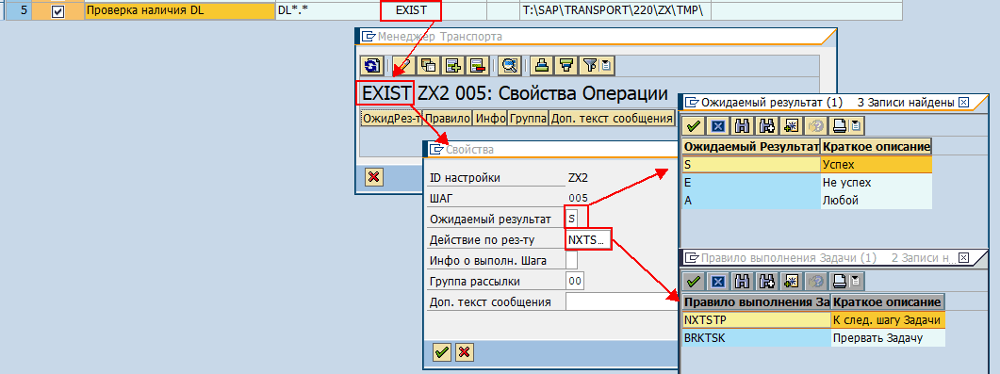 5 Проверка наличия DL DL*.* EXIST T:\SAP\TRANSPORT\220\ZX\TMP\
Менеджер Транспорта
EXIST ZX2 005: Свойства Операции
ОжидРез-т Правило Инфо Группа Доп. текст сообщения
Свойства
ID настройки ZX2
ШАГ 005
Ожидаемый результат S
Действие по рез-ту NXTS...
Инфо о выполн. Шага
Группа рассылки 00
Доп. текст сообщения
Ожидаемый результат (1) 3 Записи найдены
Ожидаемый Результат Краткое описание
S Успех
E Не успех
A Любой
Правило выполнения Задачи (1) 2 Записи н...
Правило выполнения За Краткое описание
NXTSTP К след. шагу Задачи
BRKTSK Прервать Задачу